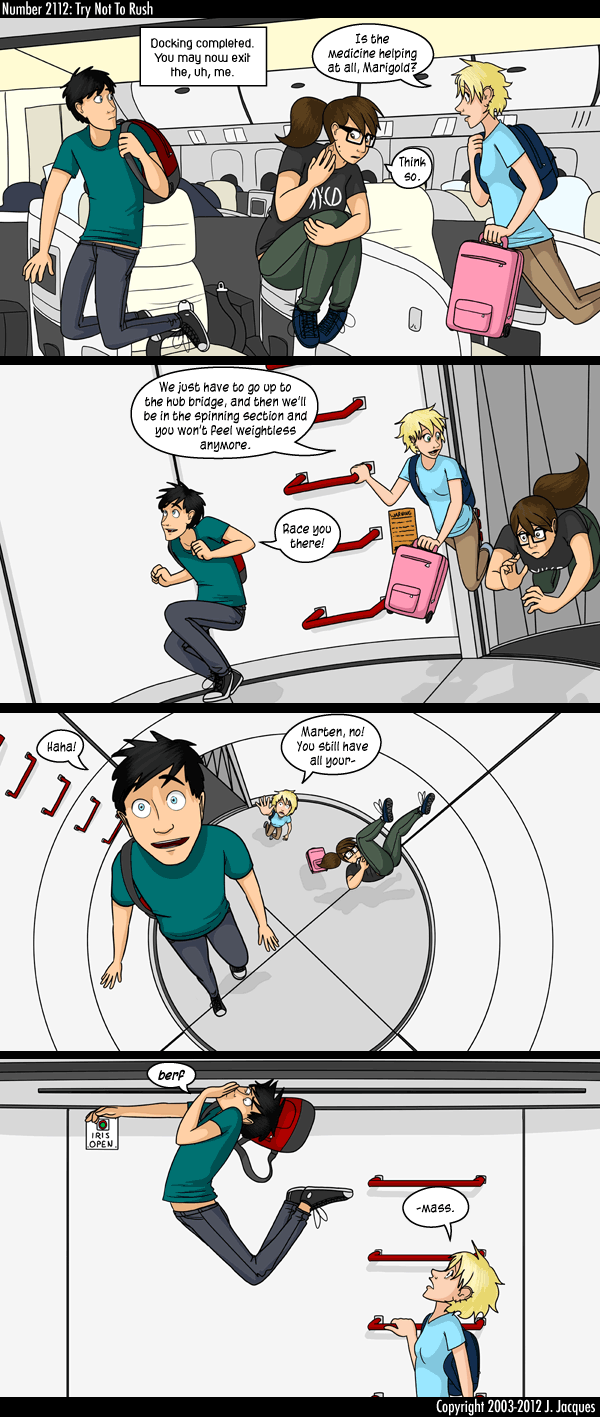 Number 2112: Try Not To Rush
Docking completed.
You may now exit
the, uh, me.
Is the
medicine helping
at all, Marigold?
Think
so.
We just have to go up to
the hub bridge, and then we'll
be in the spinning section and
you won't feel weightless
anymore.
Race you
there!
WARNING
Haha!
Marten, no!
You still have
all your-
berf
IRIS
OPEN
-mass.
Copyright 2003-2012 J. Jacques